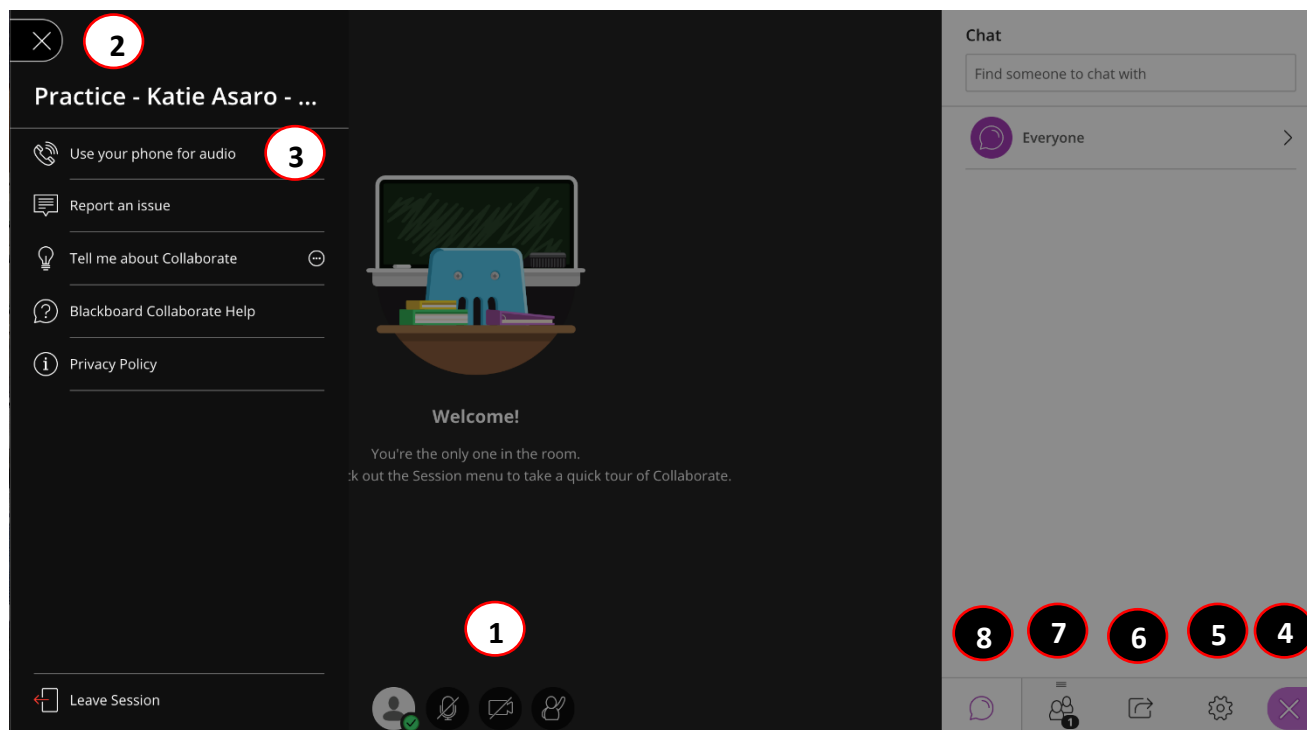 2
Practice - Katie Asaro - ...
Use your phone for audio
3
Report an issue
Tell me about Collaborate
Blackboard Collaborate Help
Privacy Policy
Leave Session
Welcome!
You're the only one in the room.
k out the Session menu to take a quick tour of Collaborate.
1
Chat
Find someone to chat with
Everyone
8
7
6
5
4
1